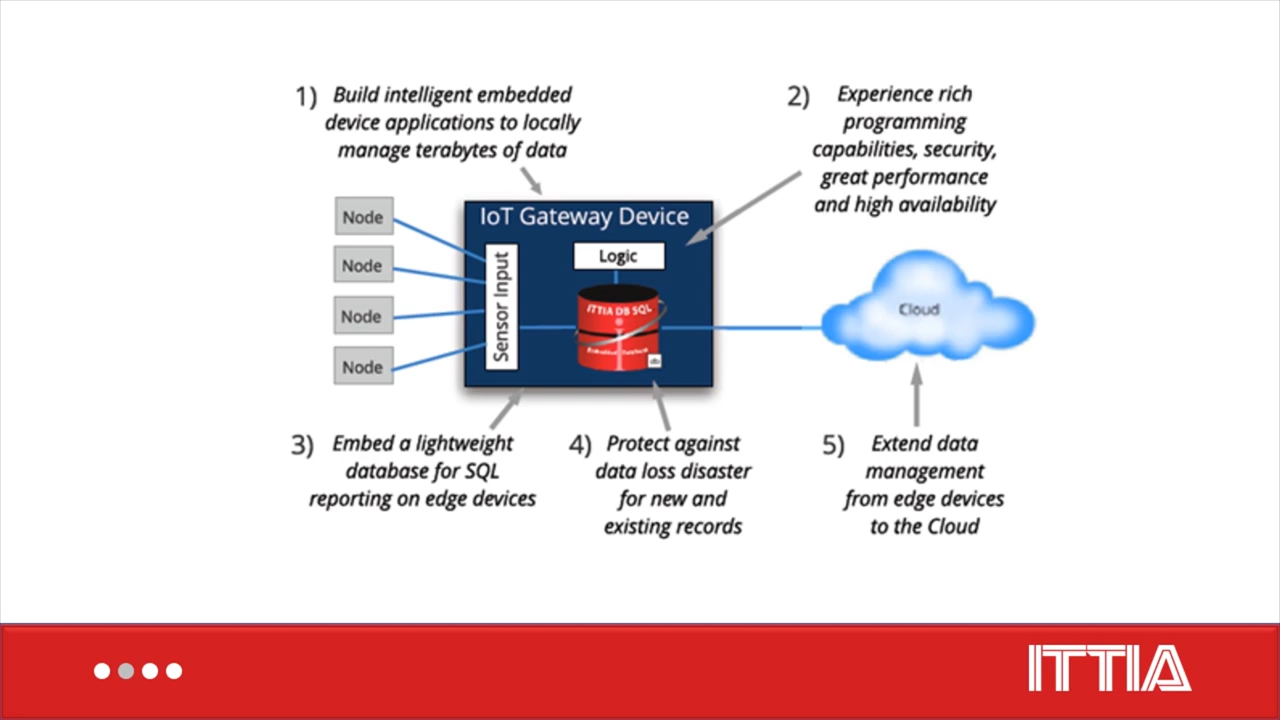 1) Build intelligent embedded
device applications to locally
manage terabytes of data
2) Experience rich
programming
capabilities, security,
great performance
and high availability
Node
Node
Node
Node
IoT Gateway Device
Sensor Input
Logic
ITTIA DB SQL
Embedded Database
db
Cloud
3) Embed a lightweight
database for SQL
reporting on edge devices
4) Protect against
data loss disaster
for new and
existing records
5) Extend data
management
from edge devices
to the Cloud
ITTIA